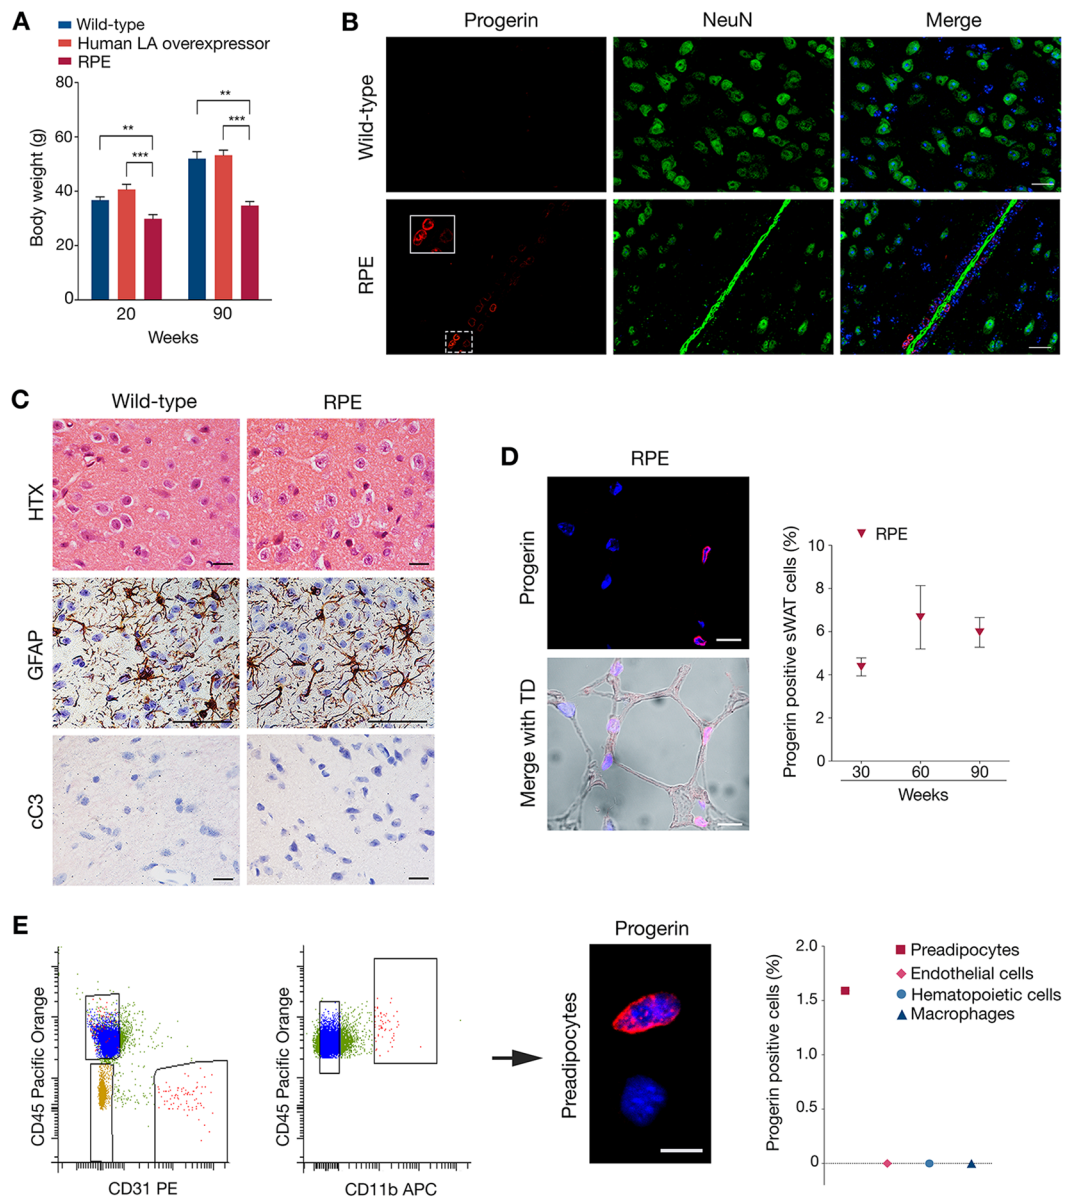 A
Wild-type
Human LA overexpressor
RPE
Body weight (g)
80
60
40
20
0
**
***
**
***
20
90
Weeks
B
Progerin
NeuN
Merge
Wild-type
RPE
C
Wild-type
RPE
HTX
GFAP
cC3
D
RPE
Progerin
Merge with TD
RPE
Progerin positive sWAT cells (%)
10
8
6
4
2
0
30
60
90
Weeks
E
CD45 Pacific Orange
CD31 PE
CD45 Pacific Orange
CD11b APC
Progerin
Preadipocytes
Progerin positive cells (%)
2.0
1.5
1.0
0.5
0
Preadipocytes
Endothelial cells
Hematopoietic cells
Macrophages